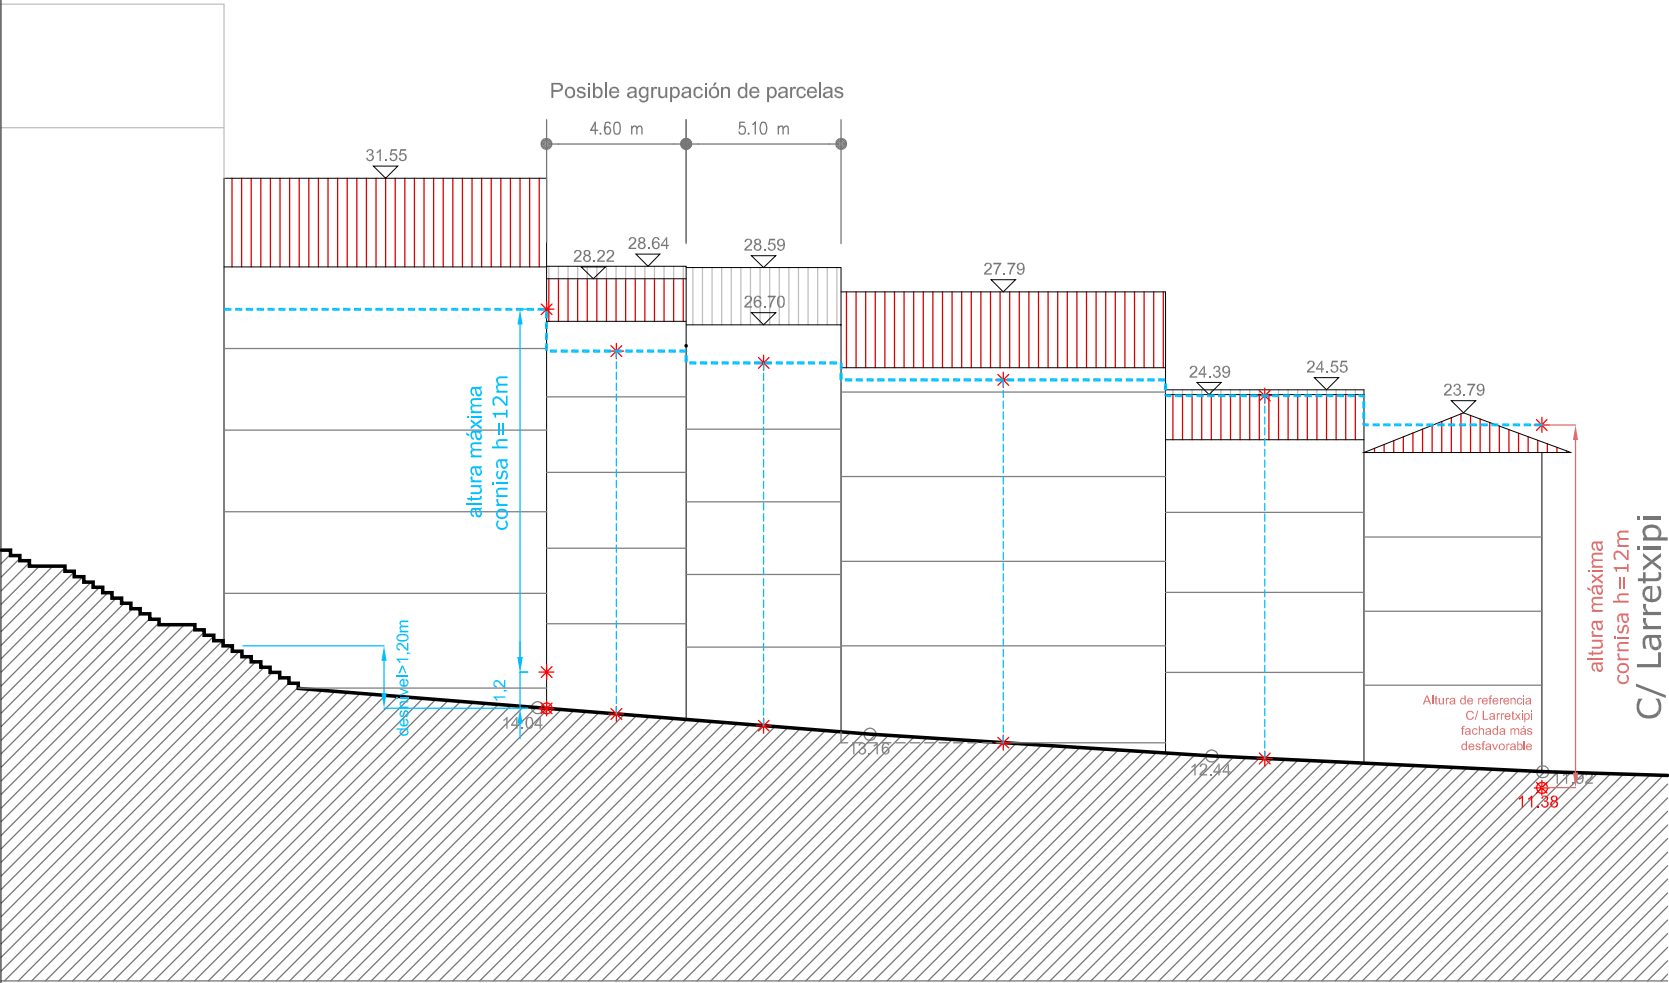 Posible agrupación de parcelas
4.60 m
5.10 m
31.55
28.22
28.64
28.59
26.70
27.79
24.39
24.55
23.79
altura máxima
cornisa h=12m
1,2
desnivel>1,20m
14.04
13.16
12.44
11.92
11.38
Altura de referencia
C/ Larretxipi
fachada más
desfavorable
altura máxima
cornisa h=12m
C/ Larretxipi